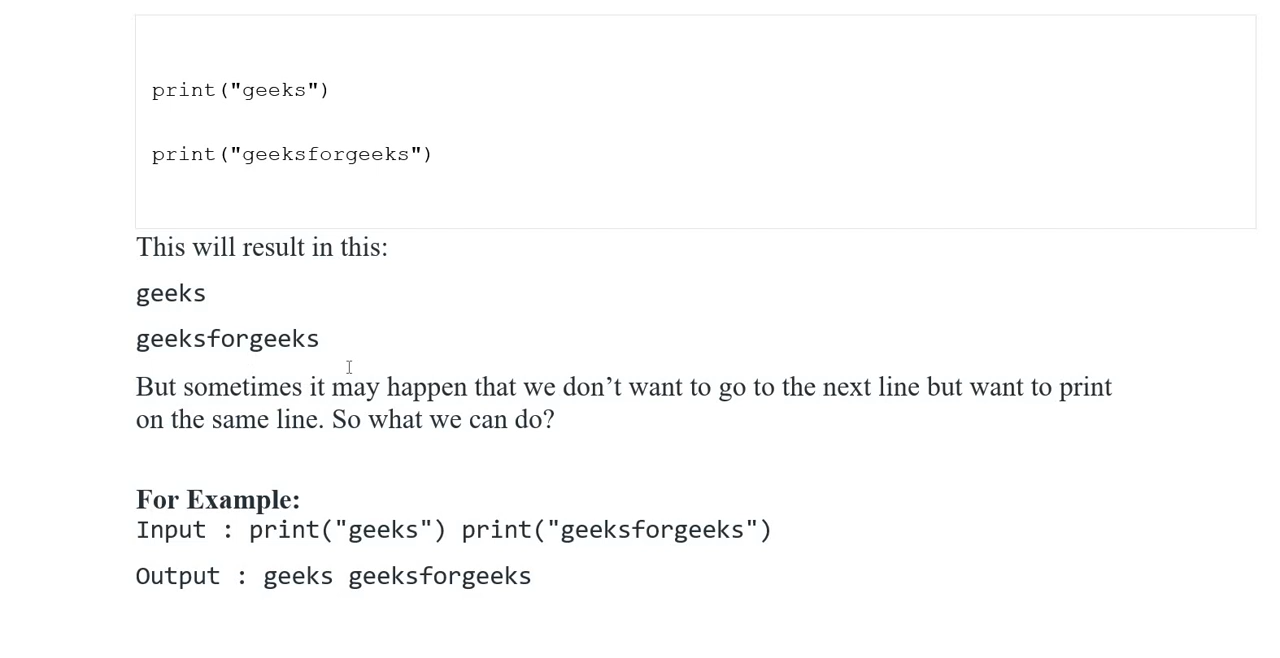 print("geeks")
print("geeksforgeeks")
This will result in this:
geeks
geeksforgeeks
But sometimes it may happen that we don’t want to go to the next line but want to print
on the same line. So what we can do?
For Example:
Input : print("geeks") print("geeksforgeeks")
Output : geeks geeksforgeeks